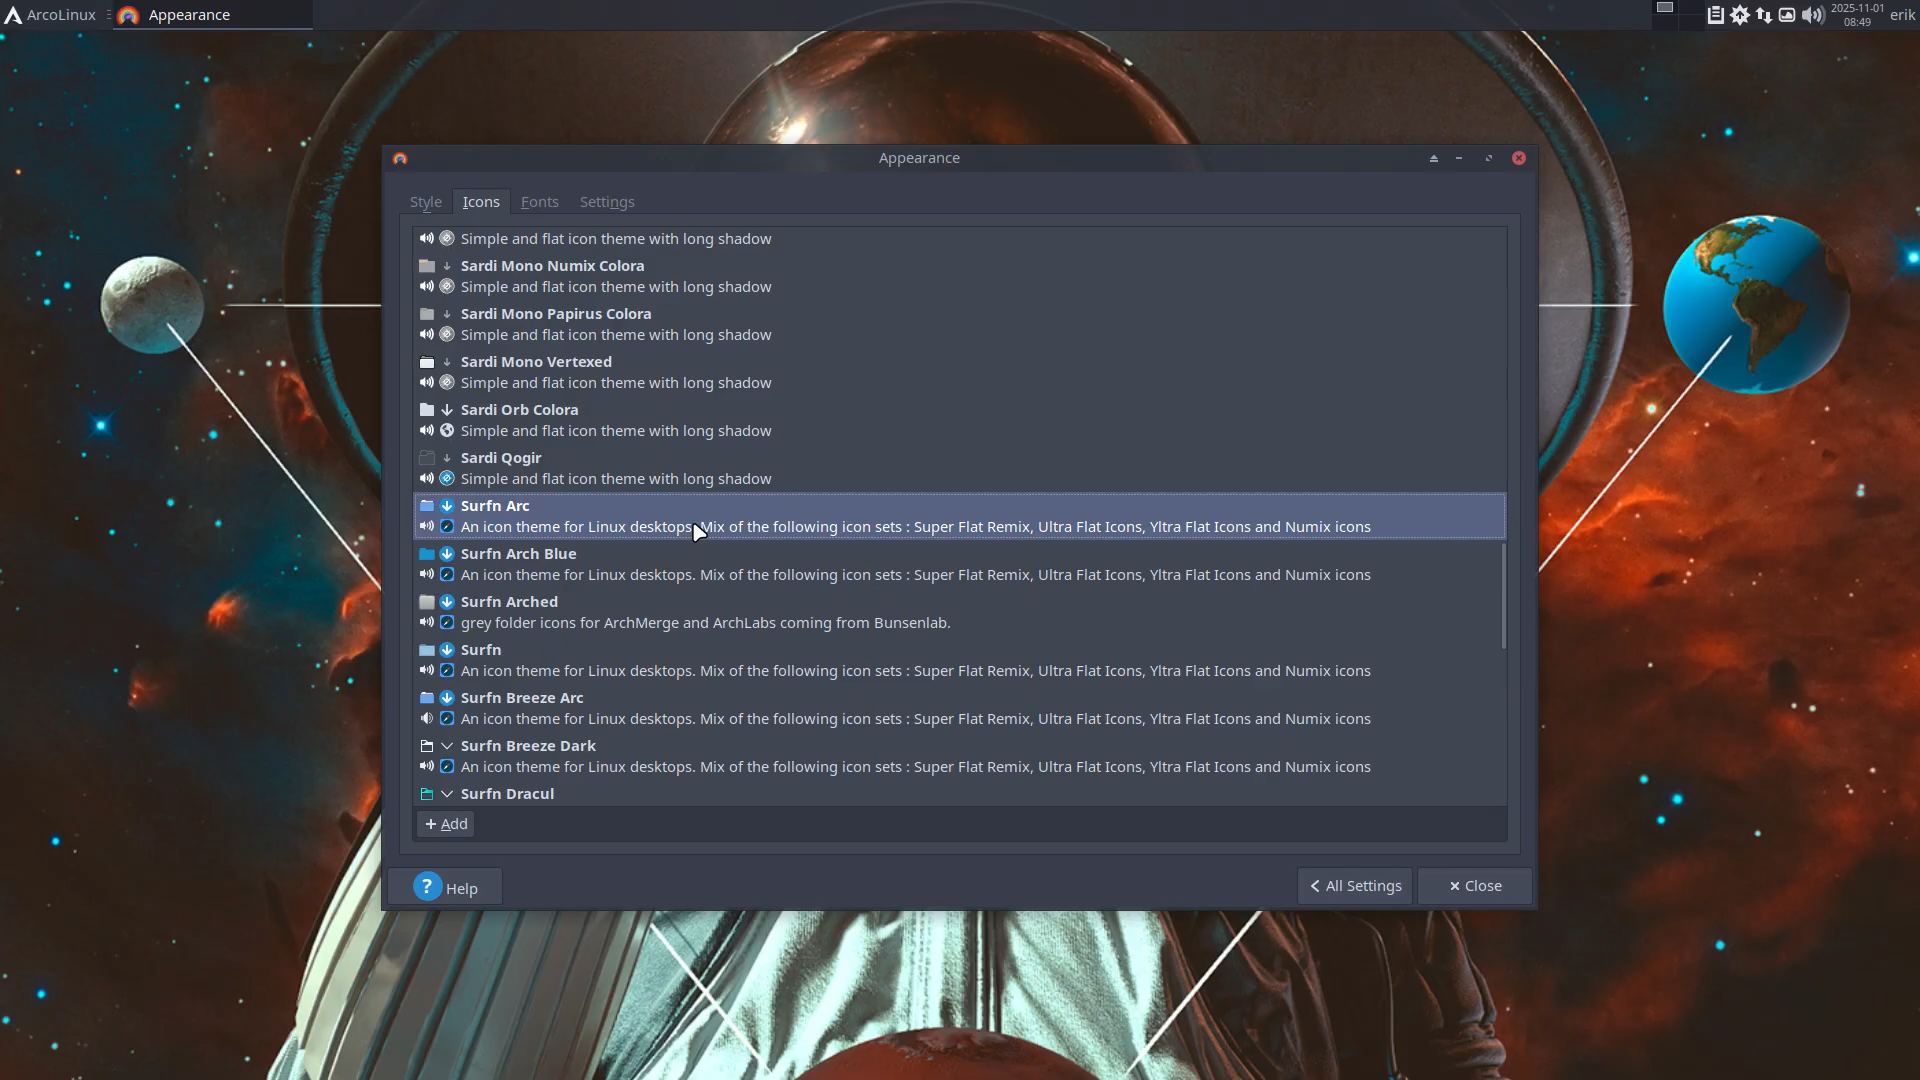 ArcoLinux
Appearance
2025-11-01
08:49
erik
Appearance
Style
Icons
Fonts
Settings
Simple and flat icon theme with long shadow
Sardi Mono Numix Colora
Simple and flat icon theme with long shadow
Sardi Mono Papirus Colora
Simple and flat icon theme with long shadow
Sardi Mono Vertexed
Simple and flat icon theme with long shadow
Sardi Orb Colora
Simple and flat icon theme with long shadow
Sardi Qogir
Simple and flat icon theme with long shadow
Surfn Arc
An icon theme for Linux desktops. Mix of the following icon sets : Super Flat Remix, Ultra Flat Icons, Yltra Flat Icons and Numix icons
Surfn Arch Blue
An icon theme for Linux desktops. Mix of the following icon sets : Super Flat Remix, Ultra Flat Icons, Yltra Flat Icons and Numix icons
Surfn Arched
grey folder icons for ArchMerge and ArchLabs coming from Bunsenlab.
Surfn
An icon theme for Linux desktops. Mix of the following icon sets : Super Flat Remix, Ultra Flat Icons, Yltra Flat Icons and Numix icons
Surfn Breeze Arc
An icon theme for Linux desktops. Mix of the following icon sets : Super Flat Remix, Ultra Flat Icons, Yltra Flat Icons and Numix icons
Surfn Breeze Dark
An icon theme for Linux desktops. Mix of the following icon sets : Super Flat Remix, Ultra Flat Icons, Yltra Flat Icons and Numix icons
Surfn Dracul
+ Add
? Help
All Settings
Close